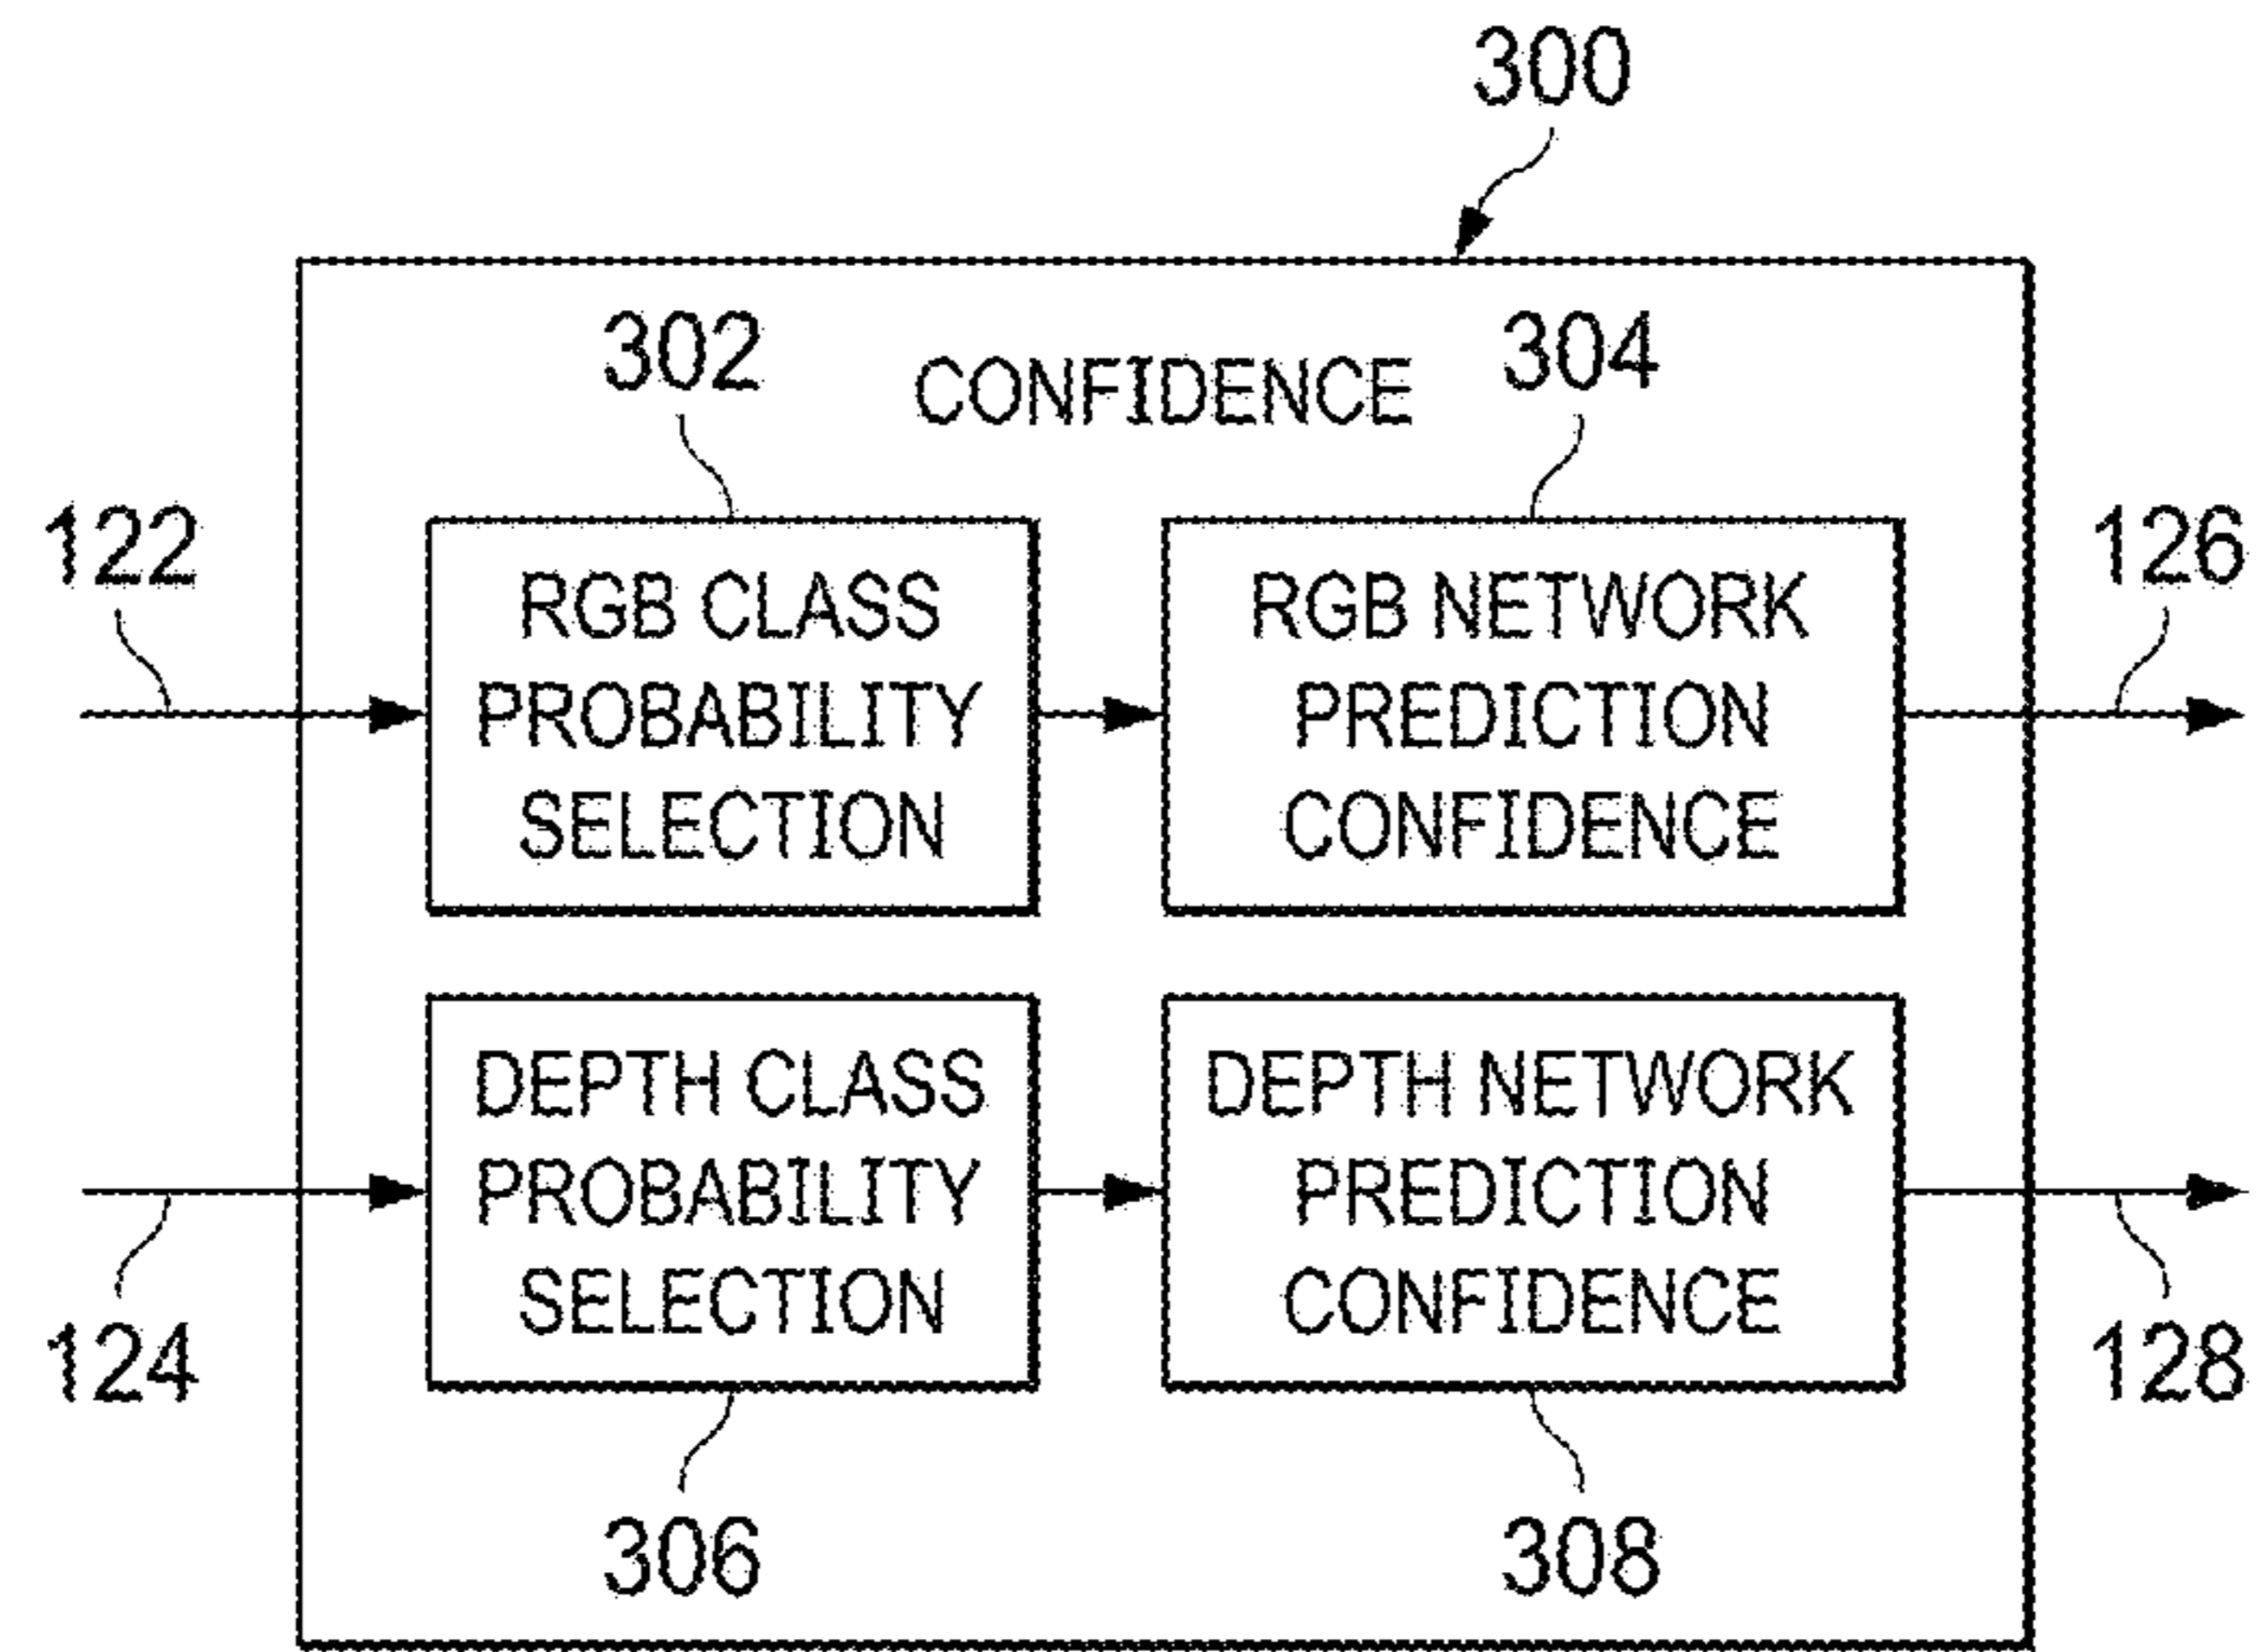 300
302
CONFIDENCE
304
122
RGB CLASS
PROBABILITY
SELECTION
RGB NETWORK
PREDICTION
CONFIDENCE
126
124
DEPTH CLASS
PROBABILITY
SELECTION
DEPTH NETWORK
PREDICTION
CONFIDENCE
128
306
308